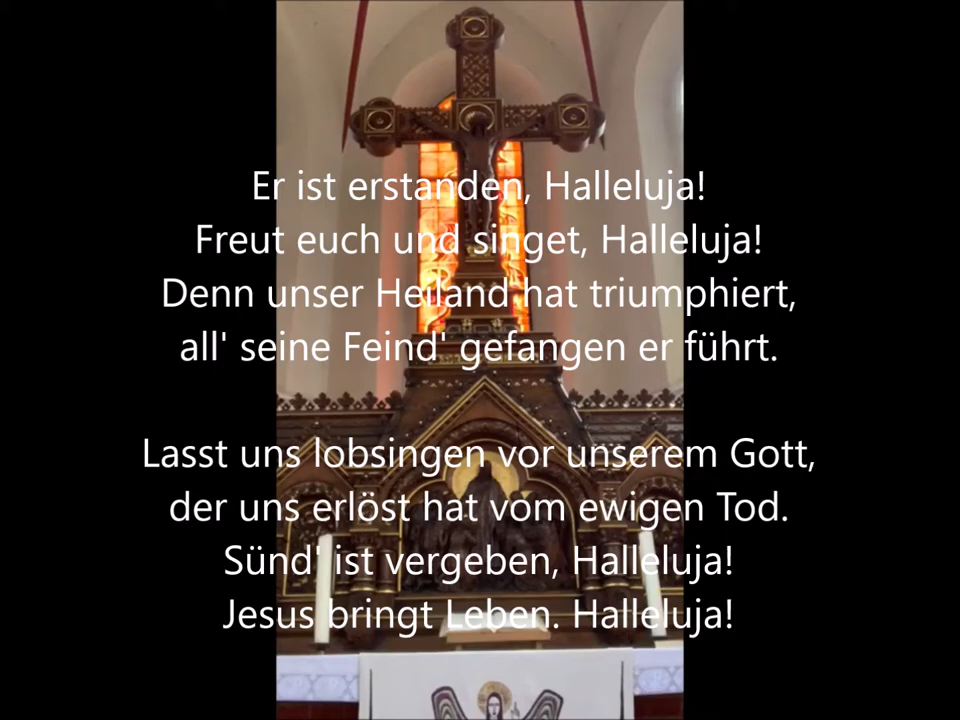 Er ist erstanden, Halleluja!
Freut euch und singet, Halleluja!
Denn unser Heiland hat triumphiert,
all' seine Feind' gefangen er führt.
Lasst uns lobsingen vor unserem Gott,
der uns erlöst hat vom ewigen Tod.
Sünd' ist vergeben, Halleluja!
Jesus bringt Leben. Halleluja!